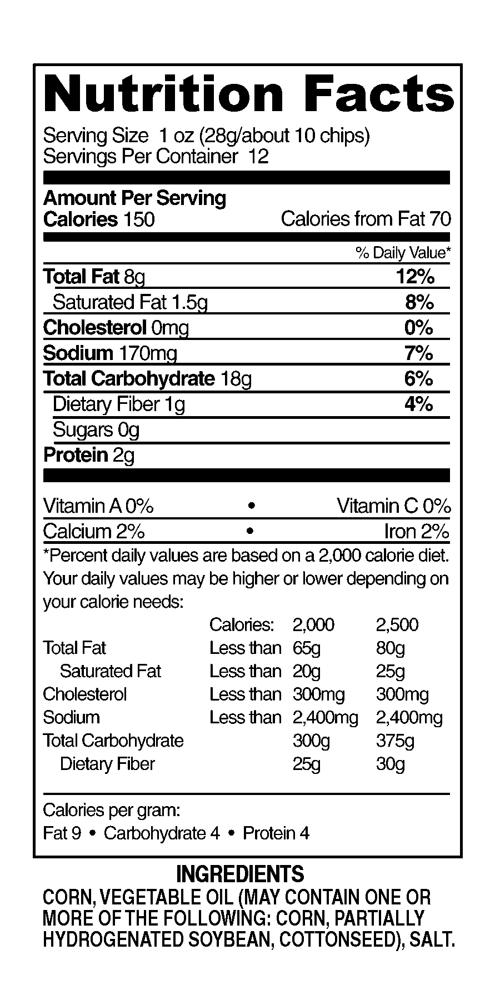 Nutrition Facts
Serving Size 1 oz (28g/about 10 chips)
Servings Per Container 12
Amount Per Serving
Calories 150 Calories from Fat 70
% Daily Value*
Total Fat 8g 12%
Saturated Fat 1.5g 8%
Cholesterol 0mg 0%
Sodium 170mg 7%
Total Carbohydrate 18g 6%
Dietary Fiber 1g 4%
Sugars 0g
Protein 2g
Vitamin A 0% • Vitamin C 0%
Calcium 2% • Iron 2%
*Percent daily values are based on a 2,000 calorie diet.
Your daily values may be higher or lower depending on
your calorie needs:
Calories: 2,000 2,500
Total Fat Less than 65g 80g
Saturated Fat Less than 20g 25g
Cholesterol Less than 300mg 300mg
Sodium Less than 2,400mg 2,400mg
Total Carbohydrate 300g 375g
Dietary Fiber 25g 30g
Calories per gram:
Fat 9 • Carbohydrate 4 • Protein 4
INGREDIENTS
CORN, VEGETABLE OIL (MAY CONTAIN ONE OR
MORE OF THE FOLLOWING: CORN, PARTIALLY
HYDROGENATED SOYBEAN, COTTONSEED), SALT.